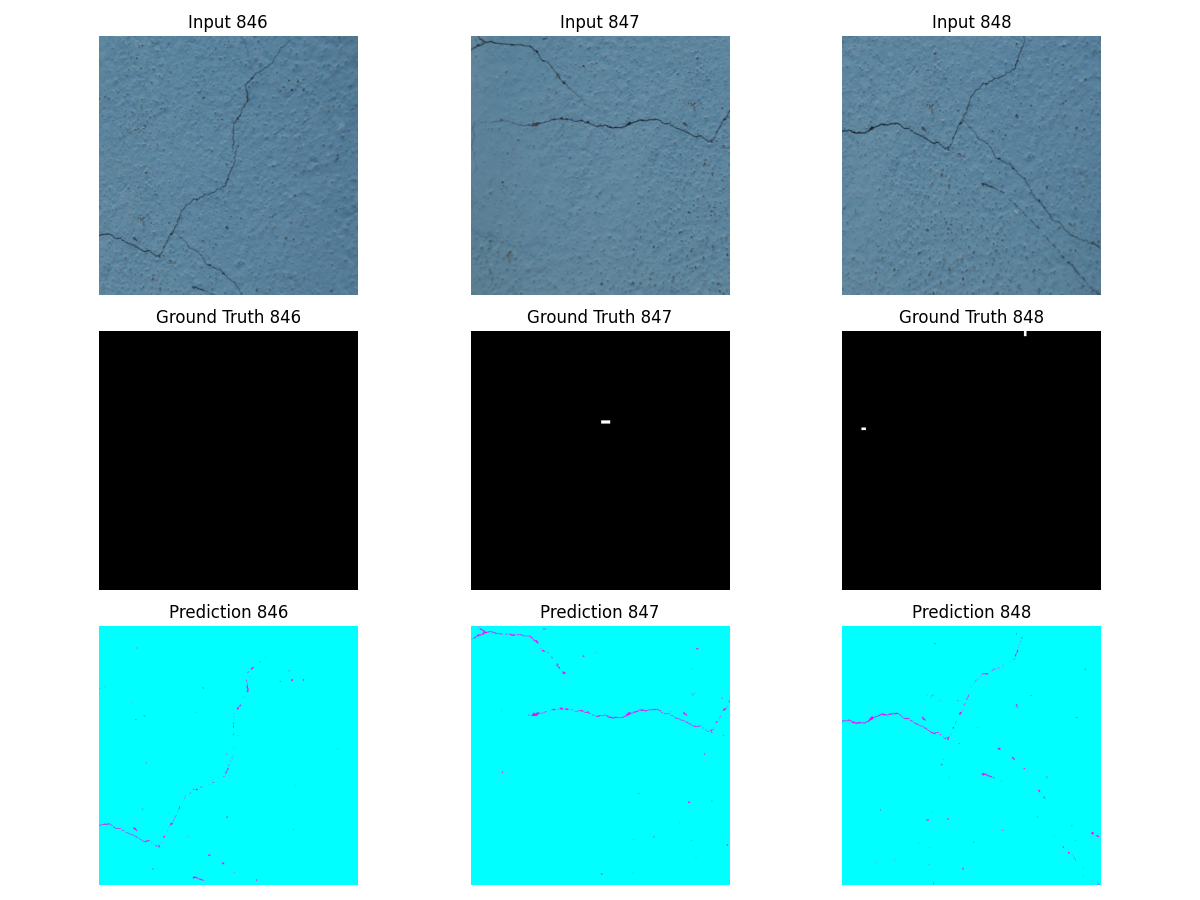 Input 846
Input 847
Input 848
Ground Truth 846
Ground Truth 847
Ground Truth 848
Prediction 846
Prediction 847
Prediction 848